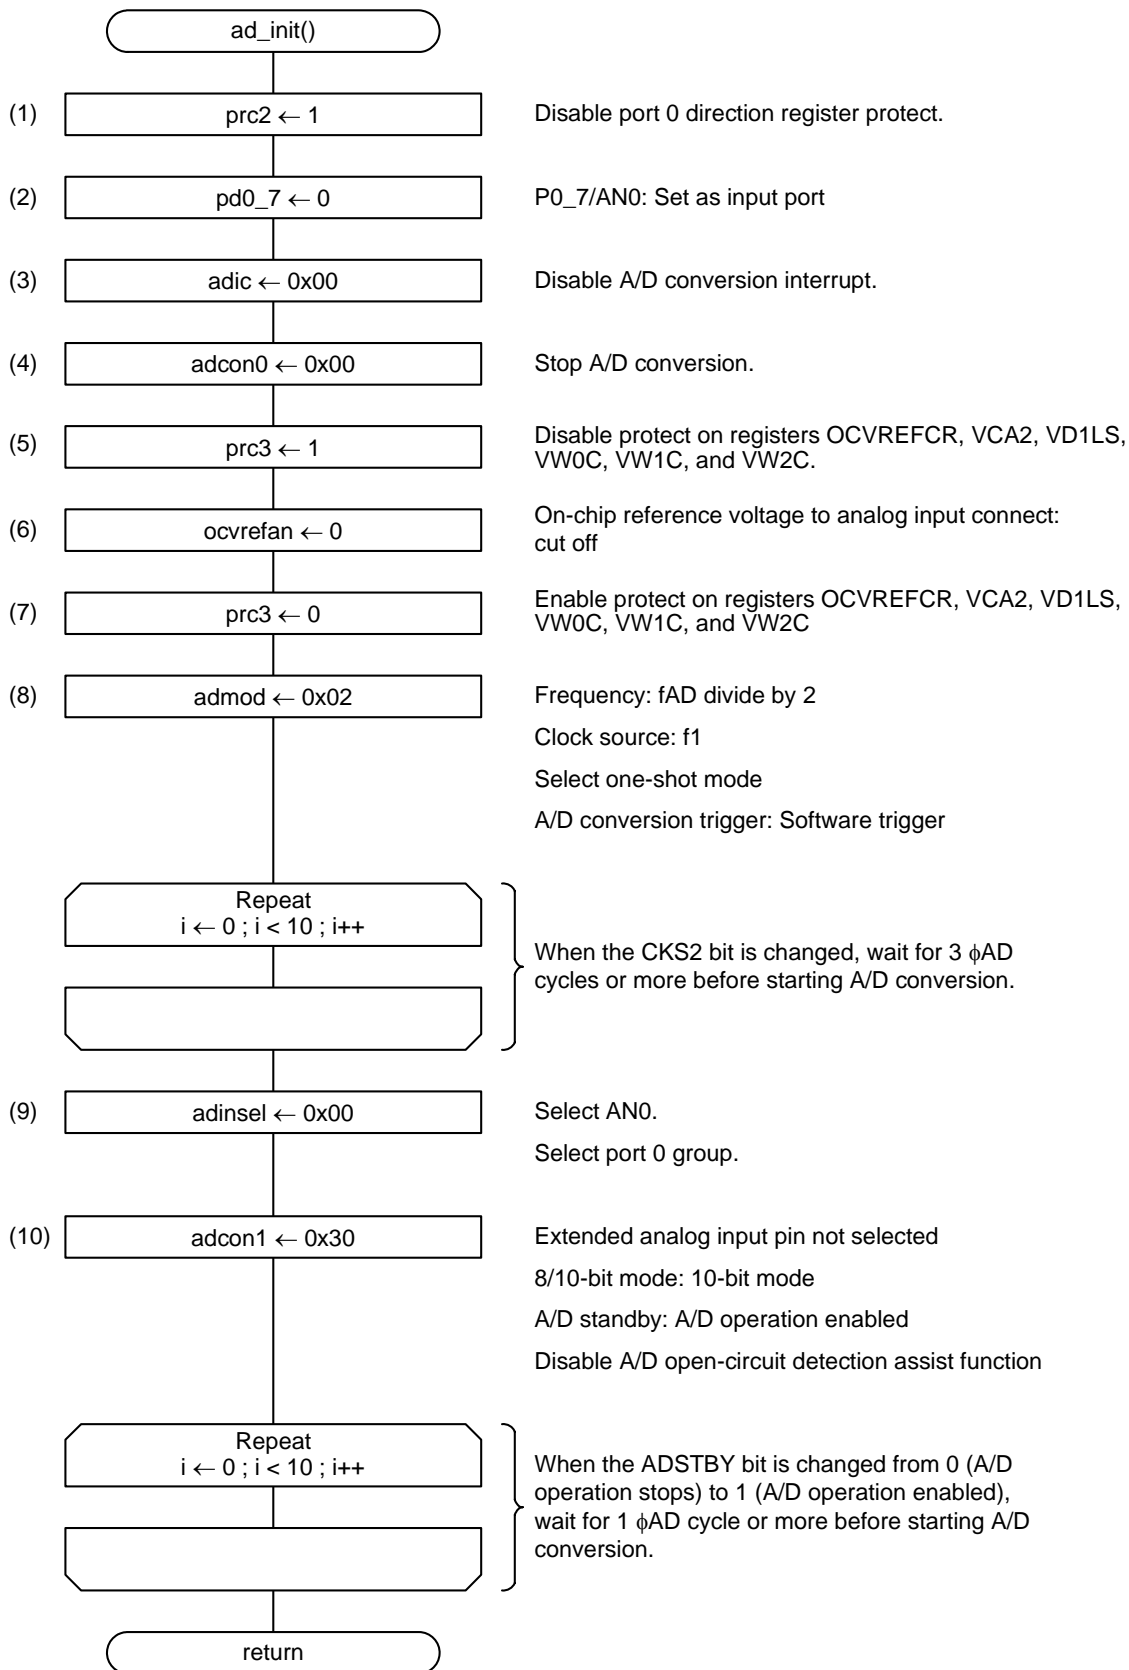 ad_init()
(1)
prc2 ← 1
Disable port 0 direction register protect.
(2)
pd0_7 ← 0
P0_7/AN0: Set as input port
(3)
adic ← 0x00
Disable A/D conversion interrupt.
(4)
adcon0 ← 0x00
Stop A/D conversion.
(5)
prc3 ← 1
Disable protect on registers OCVREFCR, VCA2, VD1LS,
VW0C, VW1C, and VW2C.
(6)
ocvrefan ← 0
On-chip reference voltage to analog input connect:
cut off
(7)
prc3 ← 0
Enable protect on registers OCVREFCR, VCA2, VD1LS,
VW0C, VW1C, and VW2C
(8)
admod ← 0x02
Frequency: fAD divide by 2
Clock source: f1
Select one-shot mode
A/D conversion trigger: Software trigger
Repeat
i ← 0 ; i < 10 ; i++
When the CKS2 bit is changed, wait for 3 ϕAD
cycles or more before starting A/D conversion.
(9)
adinsel ← 0x00
Select AN0.
Select port 0 group.
(10)
adcon1 ← 0x30
Extended analog input pin not selected
8/10-bit mode: 10-bit mode
A/D standby: A/D operation enabled
Disable A/D open-circuit detection assist function
Repeat
i ← 0 ; i < 10 ; i++
When the ADSTBY bit is changed from 0 (A/D
operation stops) to 1 (A/D operation enabled),
wait for 1 ϕAD cycle or more before starting A/D
conversion.
return